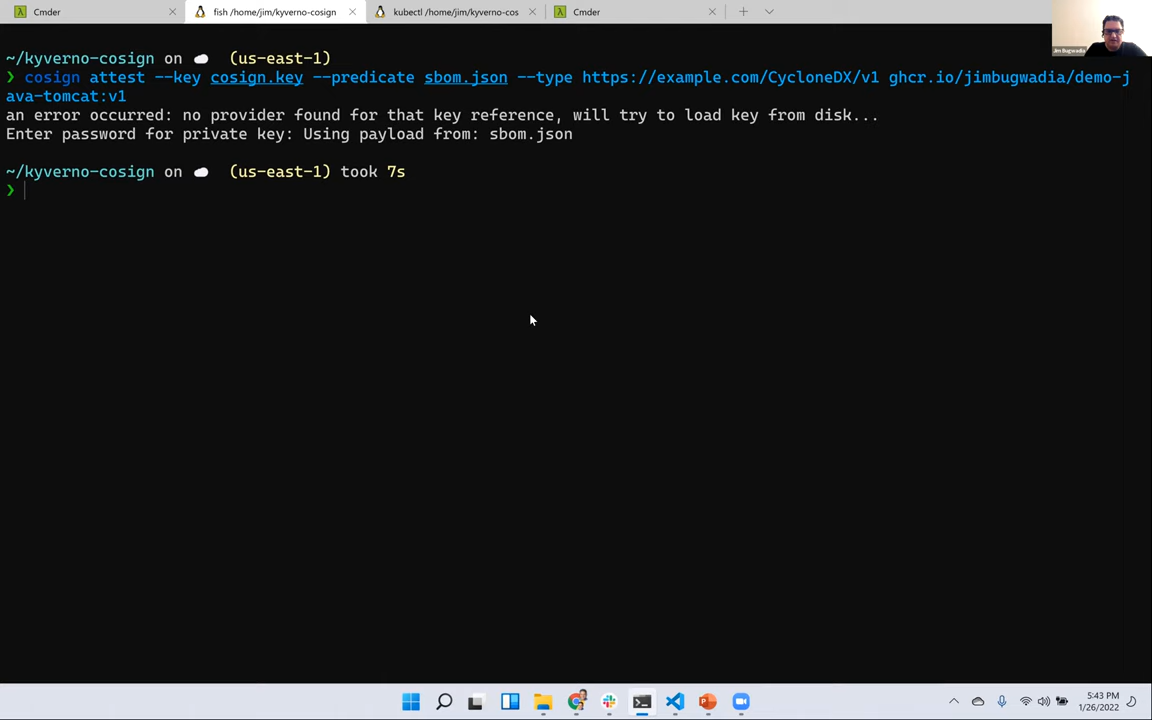 Cmder
fish /home/jim/kyverno-cosign
kubectl /home/jim/kyverno-cos
Cmder
Jim Bugwadia
~/kyverno-cosign on (us-east-1)
❯ cosign attest --key cosign.key --predicate sbom.json --type https://example.com/CycloneDX/v1 ghcr.io/jimbugwadia/demo-j
ava-tomcat:v1
an error occurred: no provider found for that key reference, will try to load key from disk...
Enter password for private key: Using payload from: sbom.json
~/kyverno-cosign on (us-east-1) took 7s
❯
5:43 PM
1/26/2022